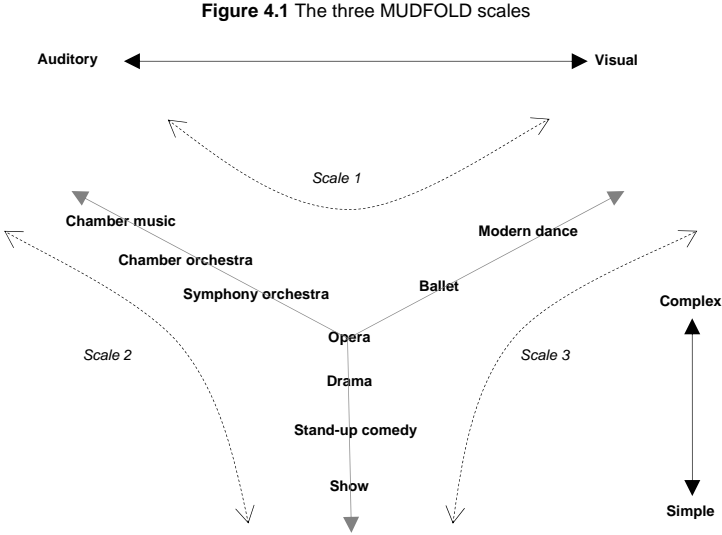 Figure 4.1 The three MUDFOLD scales
Auditory
Visual
Scale 1
Chamber music
Modern dance
Chamber orchestra
Ballet
Symphony orchestra
Complex
Opera
Scale 2
Scale 3
Drama
Stand-up comedy
Show
Simple